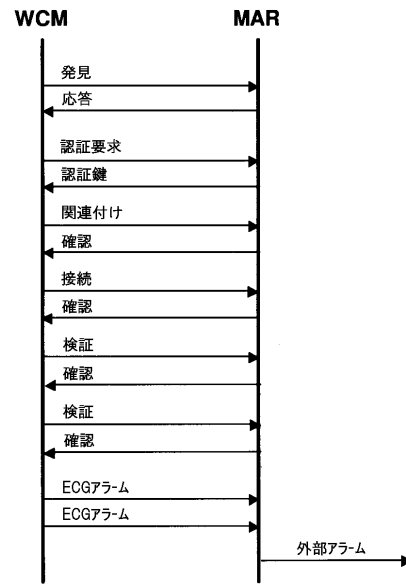 WCM MAR
発見
応答
認証要求
認証鍵
関連付け
確認
接続
確認
検証
確認
検証
確認
ECGアラーム
ECGアラーム
外部アラーム